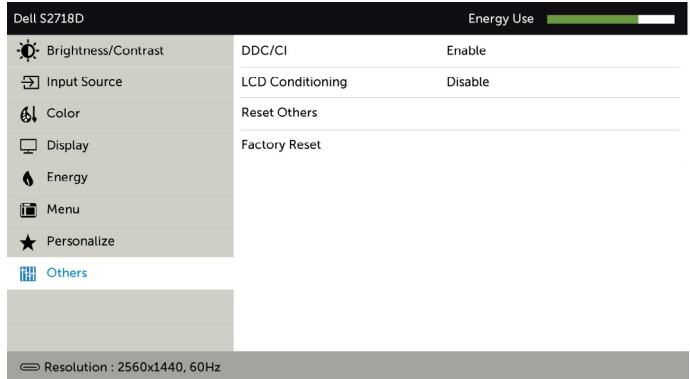 Dell S2718D Energy Use
Brightness/Contrast DDC/CI Enable
Input Source LCD Conditioning Disable
Color Reset Others
Display Factory Reset
Energy
Menu
Personalize
Others
Resolution : 2560x1440, 60Hz